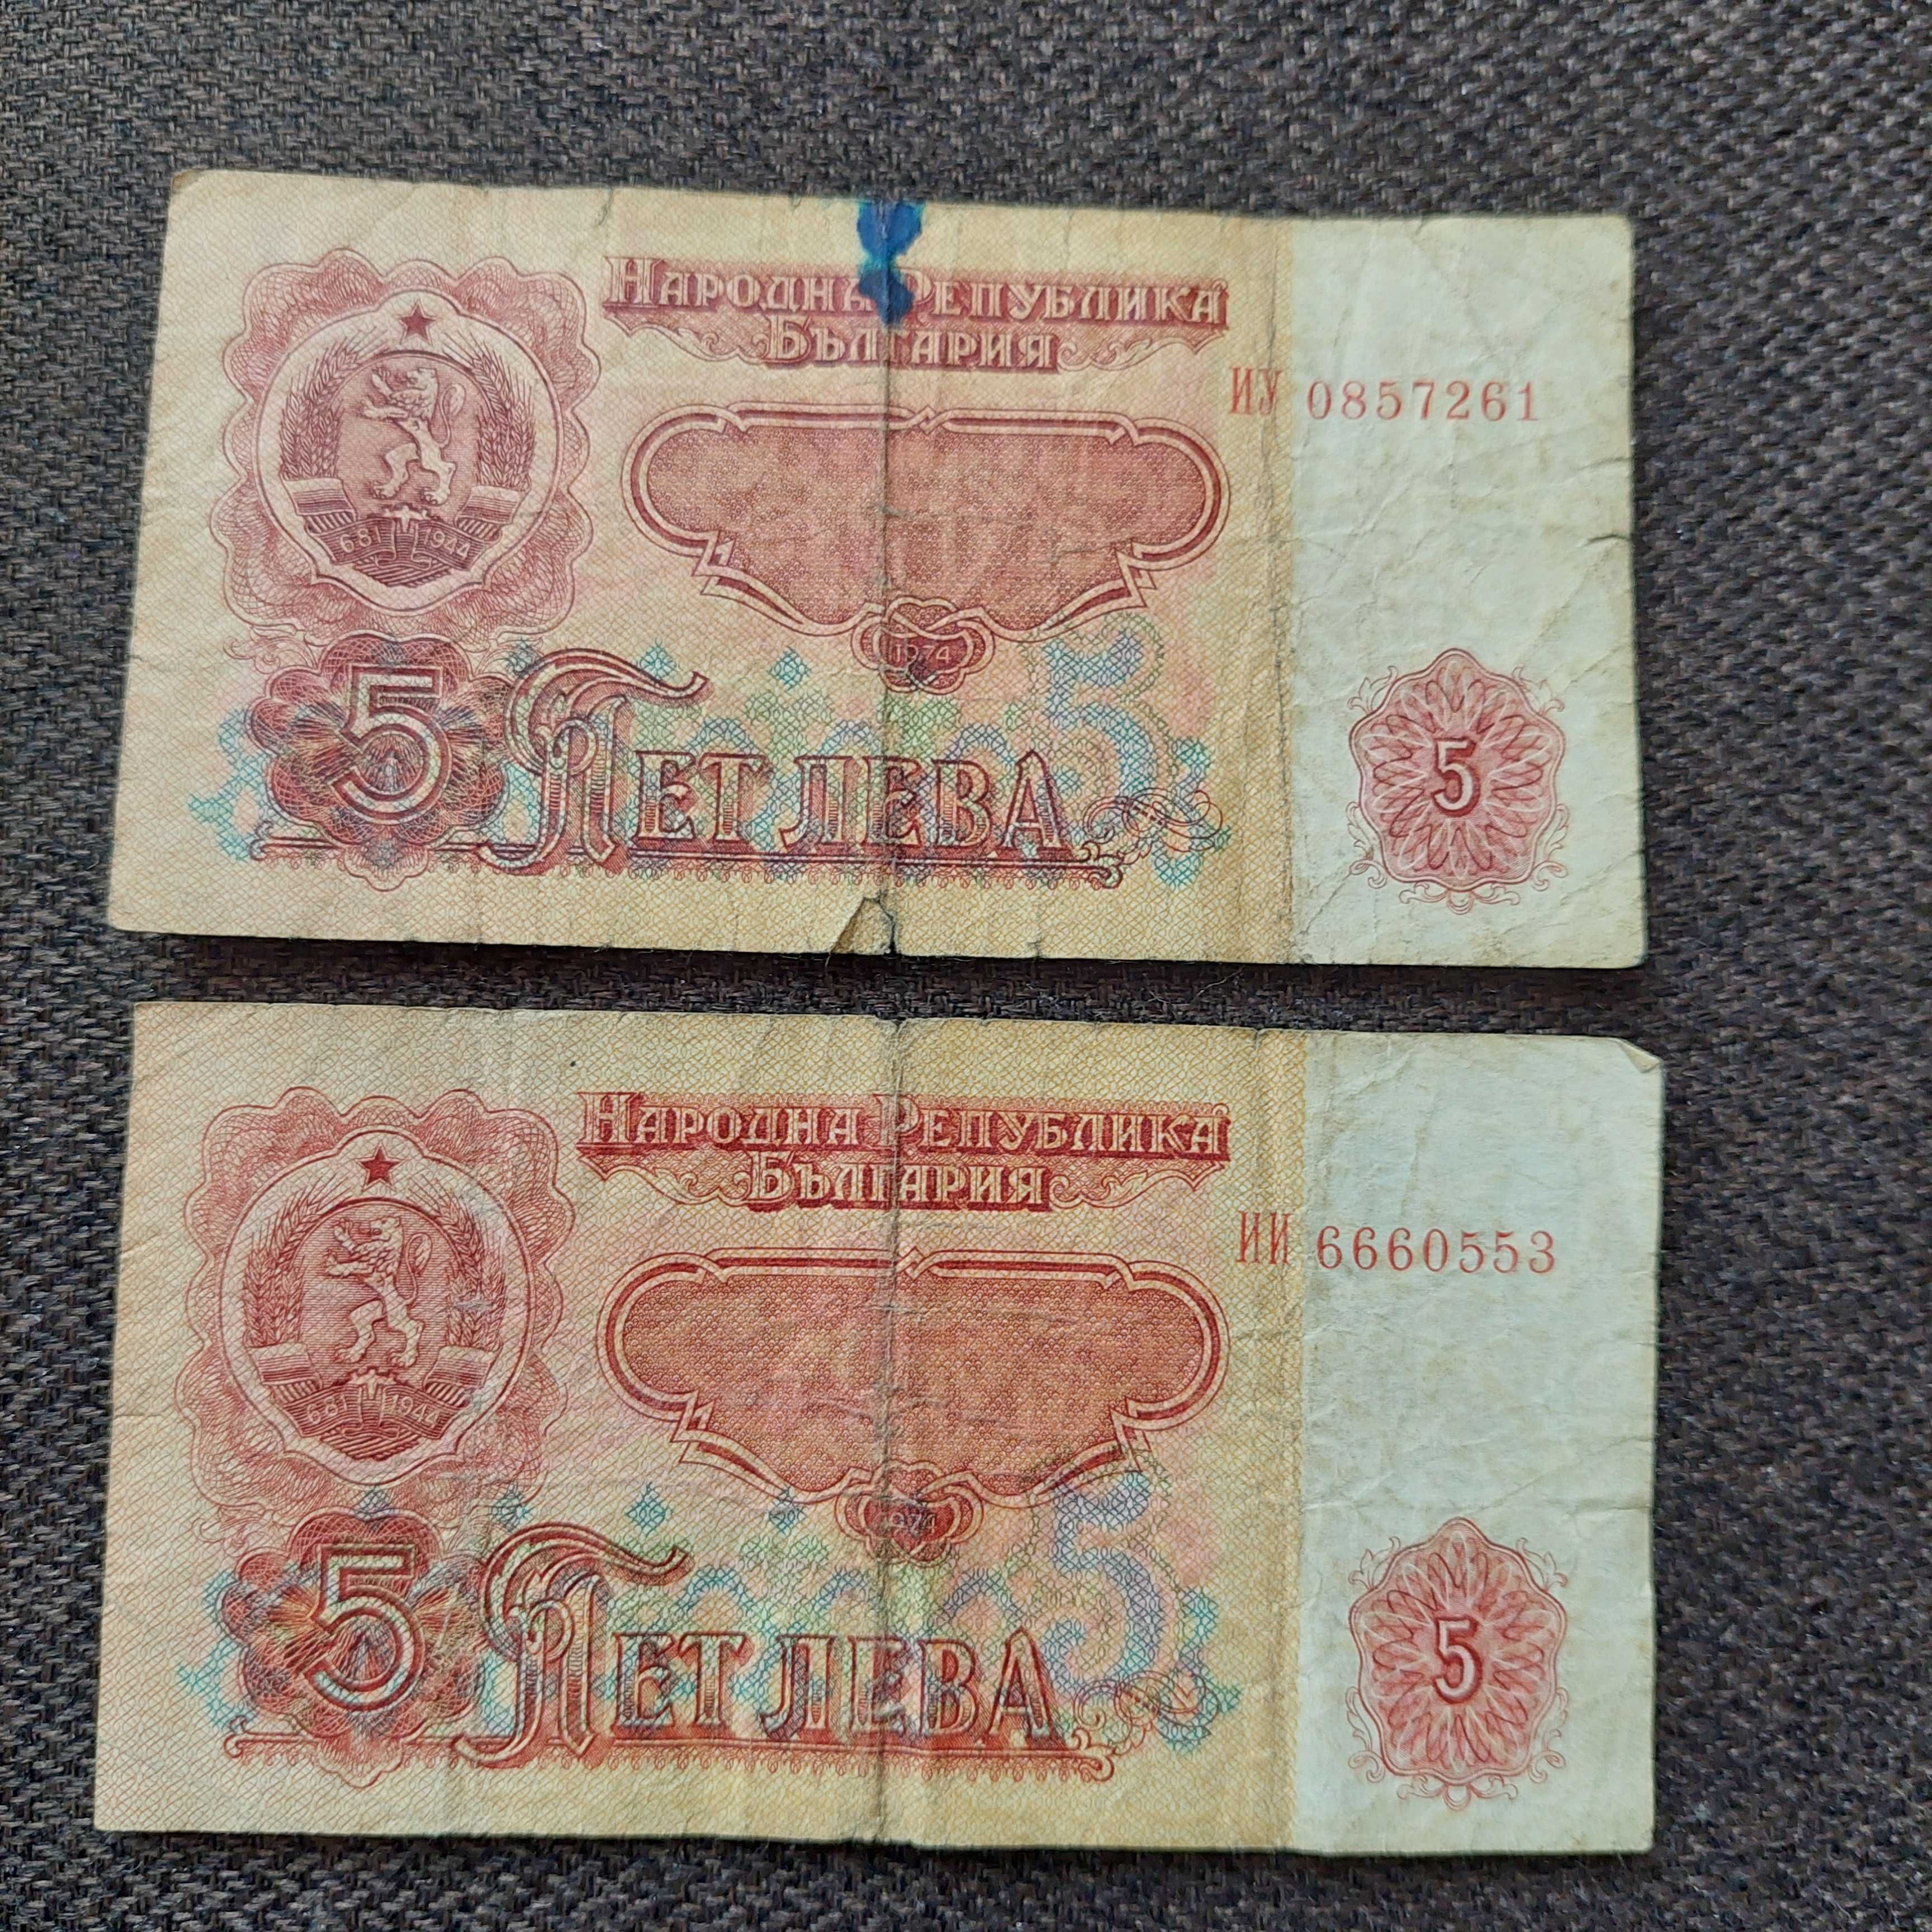 НАРОДНА РЕПУБЛИКА
БЪЛГАРИЯ
ИУ 0857261
681 1944
1974
5 ПЕТ ЛЕВА
5
НАРОДНА РЕПУБЛИКА
БЪЛГАРИЯ
ИИ 6660553
681 1944
1974
5 ПЕТ ЛЕВА
5